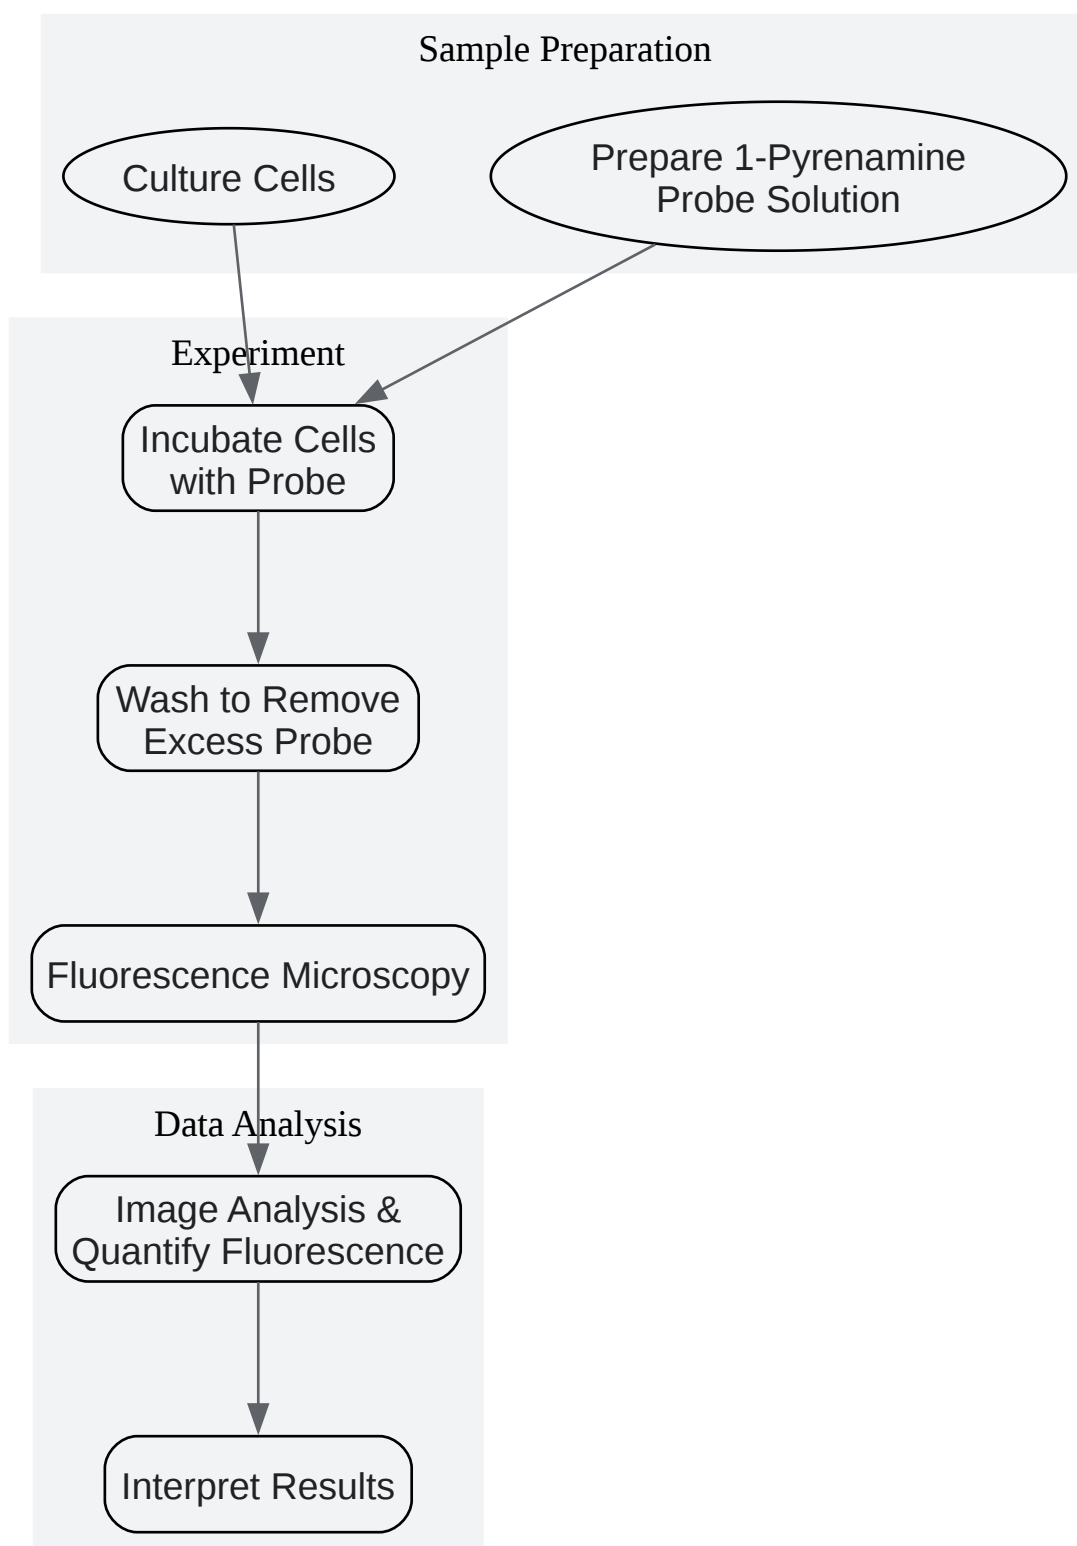 Sample Preparation
Culture Cells
Prepare 1-Pyrenamine
Probe Solution
Experiment
Incubate Cells
with Probe
Wash to Remove
Excess Probe
Fluorescence Microscopy
Data Analysis
Image Analysis &
Quantify Fluorescence
Interpret Results